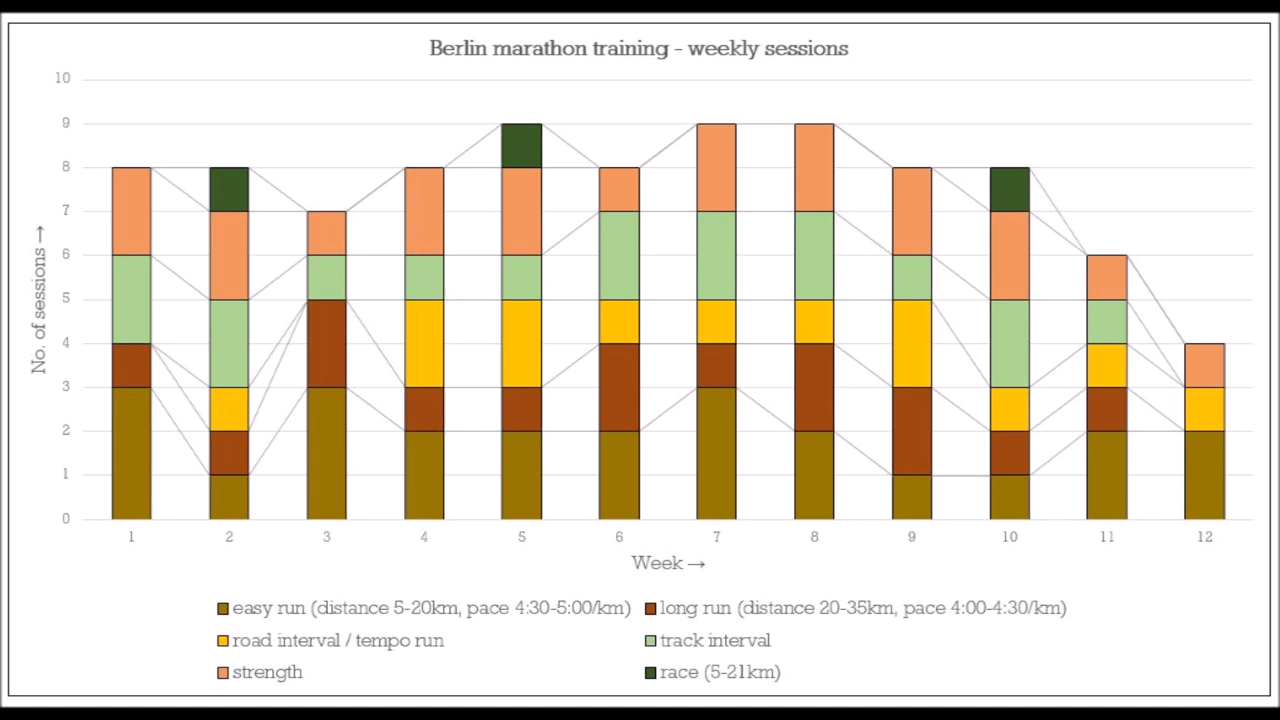 Berlin marathon training - weekly sessions
10
9
8
7
6
5
4
3
2
1
0
No. of sessions →
1 2 3 4 5 6 7 8 9 10 11 12
Week →
easy run (distance 5-20km, pace 4:30-5:00/km) long run (distance 20-35km, pace 4:00-4:30/km)
road interval / tempo run track interval
strength race (5-21km)